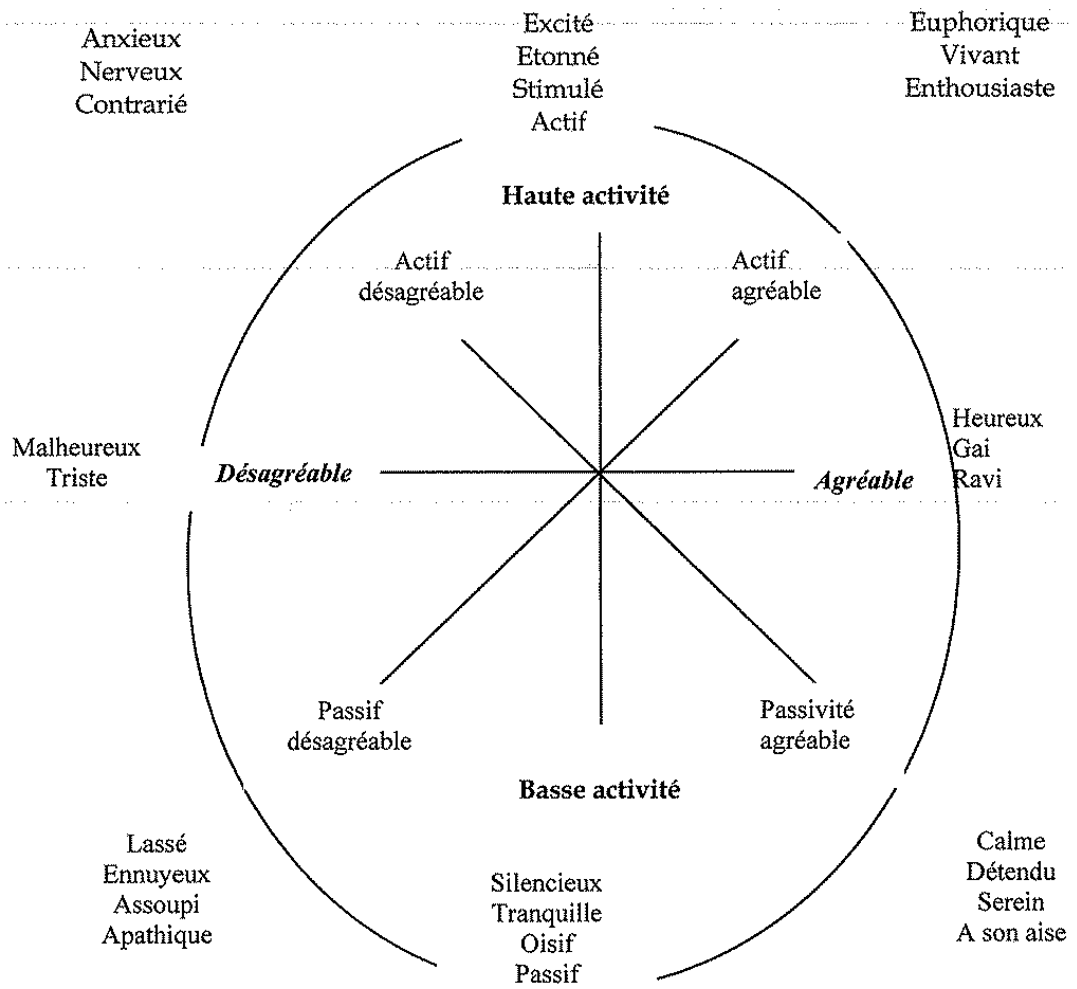 Anxieux
Nerveux
Contrarié
Excité
Etonné
Stimulé
Actif
Euphorique
Vivant
Enthousiaste
Haute activité
Actif
désagréable
Actif
agréable
Malheureux
Triste
Désagréable
Agréable
Heureux
Gai
Ravi
Passif
désagréable
Passivité
agréable
Basse activité
Lassé
Ennuyeux
Assoupi
Apathique
Silencieux
Tranquille
Oisif
Passif
Calme
Détendu
Serein
A son aise